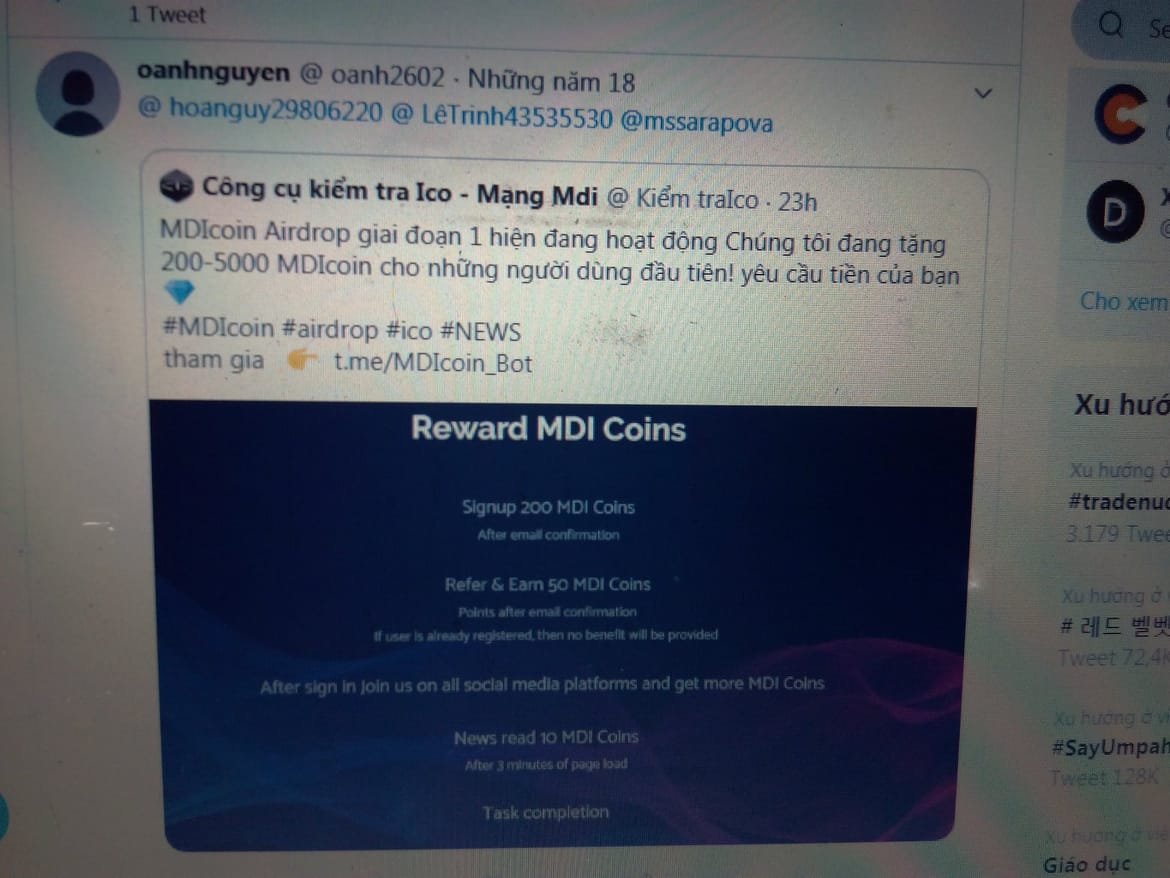 1 Tweet
oanhnguyen @ oanh2602 · Những năm 18
@ hoanguy29806220 @ LêTrinh43535530 @mssarapova
Công cụ kiểm tra Ico - Mạng Mdi @ Kiểm traIco · 23h
MDIcoin Airdrop giai đoạn 1 hiện đang hoạt động Chúng tôi đang tặng
200-5000 MDIcoin cho những người dùng đầu tiên! yêu cầu tiền của bạn
#MDIcoin #airdrop #ico #NEWS
tham gia 👉 t.me/MDIcoin_Bot
Reward MDI Coins
Signup 200 MDI Coins
After email confirmation
Refer & Earn 50 MDI Coins
Points after email confirmation
If user is already registered, then no benefit will be provided
After sign in join us on all social media platforms and get more MDI Coins
News read 10 MDI Coins
After 3 minutes of page load
Task completion
Se
D
Cho xem
Xu hướ
Xu hướng ở
#tradenuc
3.179 Twee
Xu hướng ở
# 레드 벨벳
Tweet 72,4K
Xu hướng ở vi
#SayUmpah
Tweet 128K
Xu hướng ở việ
Giáo dục